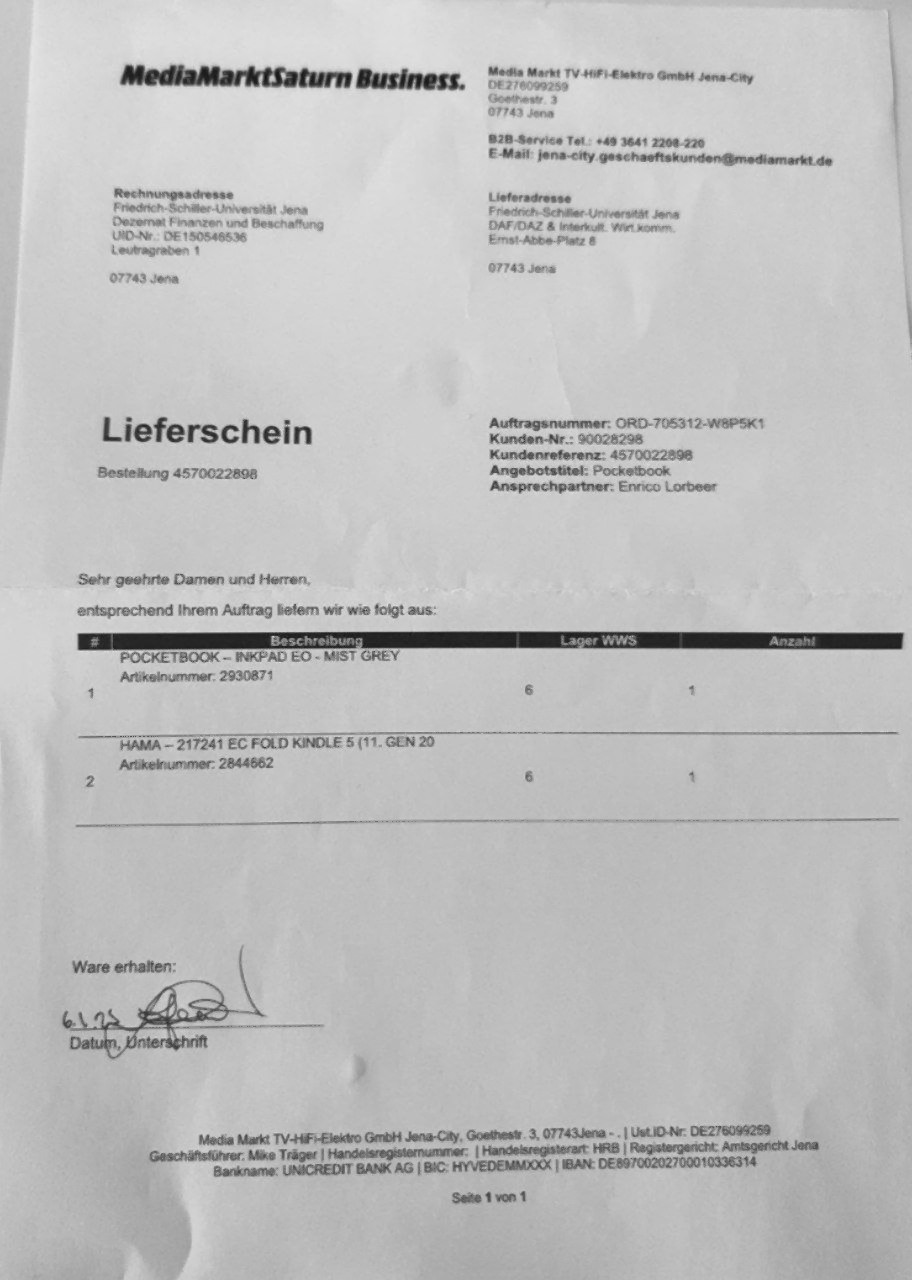 MediaMarktSaturn Business.
Media Markt TV-HiFi-Elektro GmbH Jena-City
DE276099259
Goethestr. 3
07743 Jena
B2B-Service Tel.: +49 3641 2208-220
E-Mail: jena-city.geschaeftskunden@mediamarkt.de
Rechnungsadresse
Friedrich-Schiller-Universität Jena
Dezernat Finanzen und Beschaffung
UID-Nr.: DE150546536
Leutragraben 1
07743 Jena
Lieferadresse
Friedrich-Schiller-Universität Jena
DAF/DAZ & Interkult. Wirt.komm.
Ernst-Abbe-Platz 8
07743 Jena
Lieferschein
Bestellung 4570022898
Auftragsnummer: ORD-705312-W8P5K1
Kunden-Nr.: 90028298
Kundenreferenz: 4570022898
Angebotstitel: Pocketbook
Ansprechpartner: Enrico Lorbeer
Sehr geehrte Damen und Herren,
entsprechend Ihrem Auftrag liefern wir wie folgt aus:
# Beschreibung Lager WWS Anzahl
POCKETBOOK – INKPAD EO - MIST GREY
Artikelnummer: 2930871
1 6 1
HAMA – 217241 EC FOLD KINDLE 5 (11. GEN 20
Artikelnummer: 2844662
2 6 1
Ware erhalten:
6.1.25
Datum, Unterschrift
Media Markt TV-HiFi-Elektro GmbH Jena-City, Goethestr. 3, 07743Jena - . | Ust.ID-Nr: DE276099259
Geschäftsführer: Mike Träger | Handelsregisternummer: | Handelsregisterart: HRB | Registergericht: Amtsgericht Jena
Bankname: UNICREDIT BANK AG | BIC: HYVEDEMMXXX | IBAN: DE89700202700010336314
Seite 1 von 1